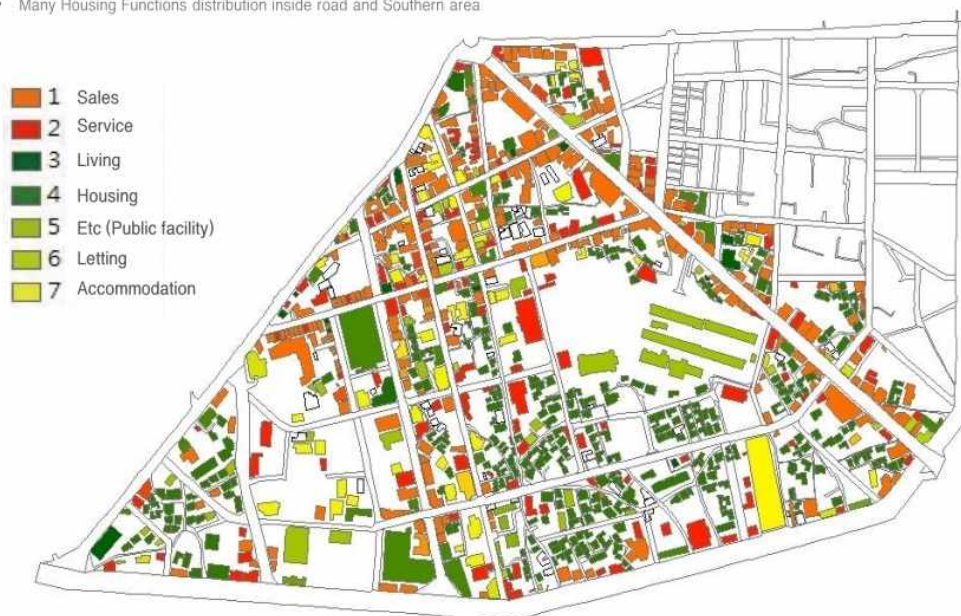 Many Housing Functions distribution inside road and Southern area
1 Sales
2 Service
3 Living
4 Housing
5 Etc (Public facility)
6 Letting
7 Accommodation